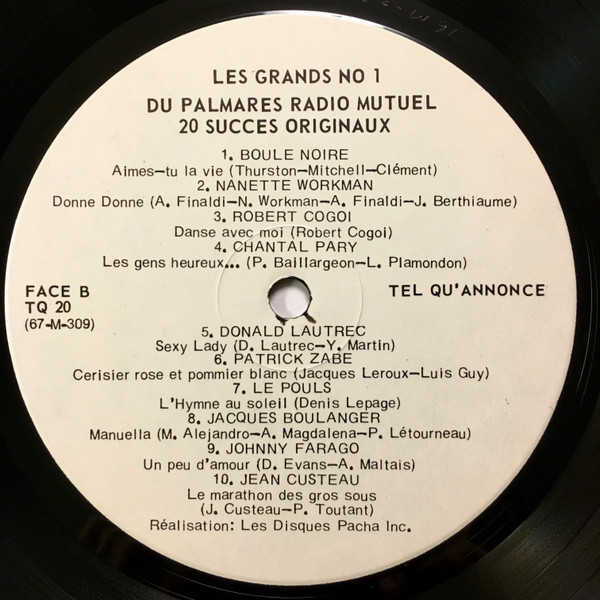 LES GRANDS NO 1
DU PALMARES RADIO MUTUEL
20 SUCCES ORIGINAUX
1. BOULE NOIRE
Aimes-tu la vie (Thurston-Mitchell-Clément)
2. NANETTE WORKMAN
Donne Donne (A. Finaldi-N. Workman-A. Finaldi-J. Berthiaume)
3. ROBERT COGOI
Danse avec moi (Robert Cogoi)
4. CHANTAL PARY
Les gens heureux... (P. Baillargeon-L. Plamondon)
FACE B
TQ 20
(67-M-309)
TEL QU'ANNONCE
5. DONALD LAUTREC
Sexy Lady (D. Lautrec-Y. Martin)
6. PATRICK ZABE
Cerisier rose et pommier blanc (Jacques Leroux-Luis Guy)
7. LE POULS
L'Hymne au soleil (Denis Lepage)
8. JACQUES BOULANGER
Manuella (M. Alejandro-A. Magdalena-P. Létourneau)
9. JOHNNY FARAGO
Un peu d'amour (D. Evans-A. Maltais)
10. JEAN CUSTEAU
Le marathon des gros sous
(J. Custeau-P. Toutant)
Réalisation: Les Disques Pacha Inc.